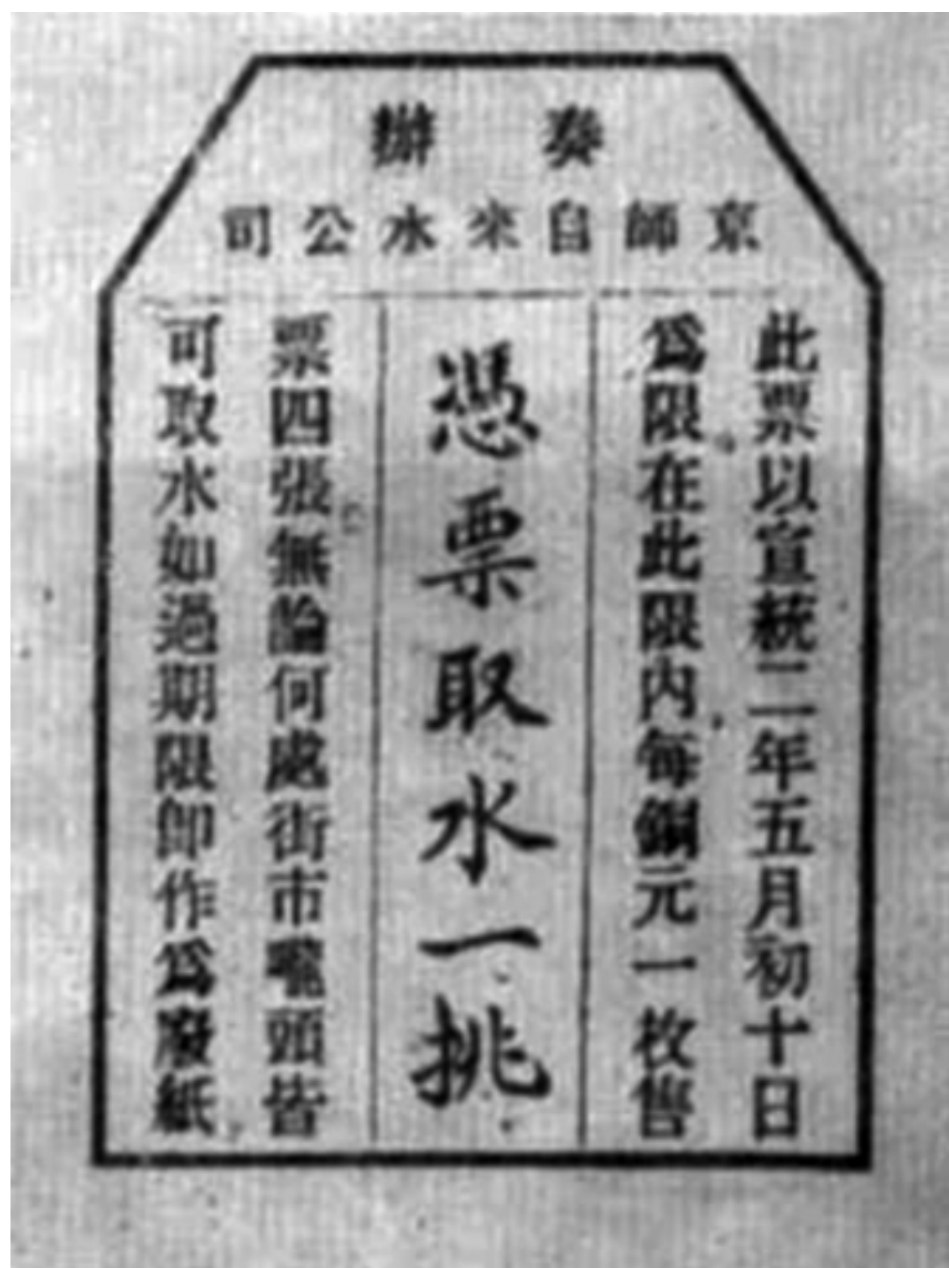 奏辦
京師自來水公司
此票以宣統二年五月初十日
爲限在此限内每銅元一枚售
憑票取水一挑
票四張無論何處街市龍頭皆
可取水如過期限卽作爲廢紙